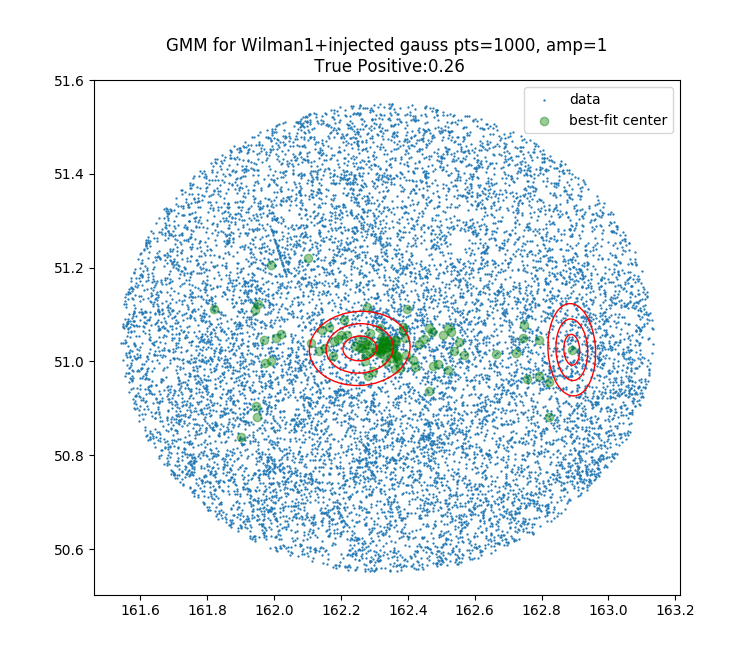 GMM for Wilman1+injected gauss pts=1000, amp=1
True Positive:0.26
data
best-fit center
51.6
51.4
51.2
51.0
50.8
50.6
161.6 161.8 162.0 162.2 162.4 162.6 162.8 163.0 163.2